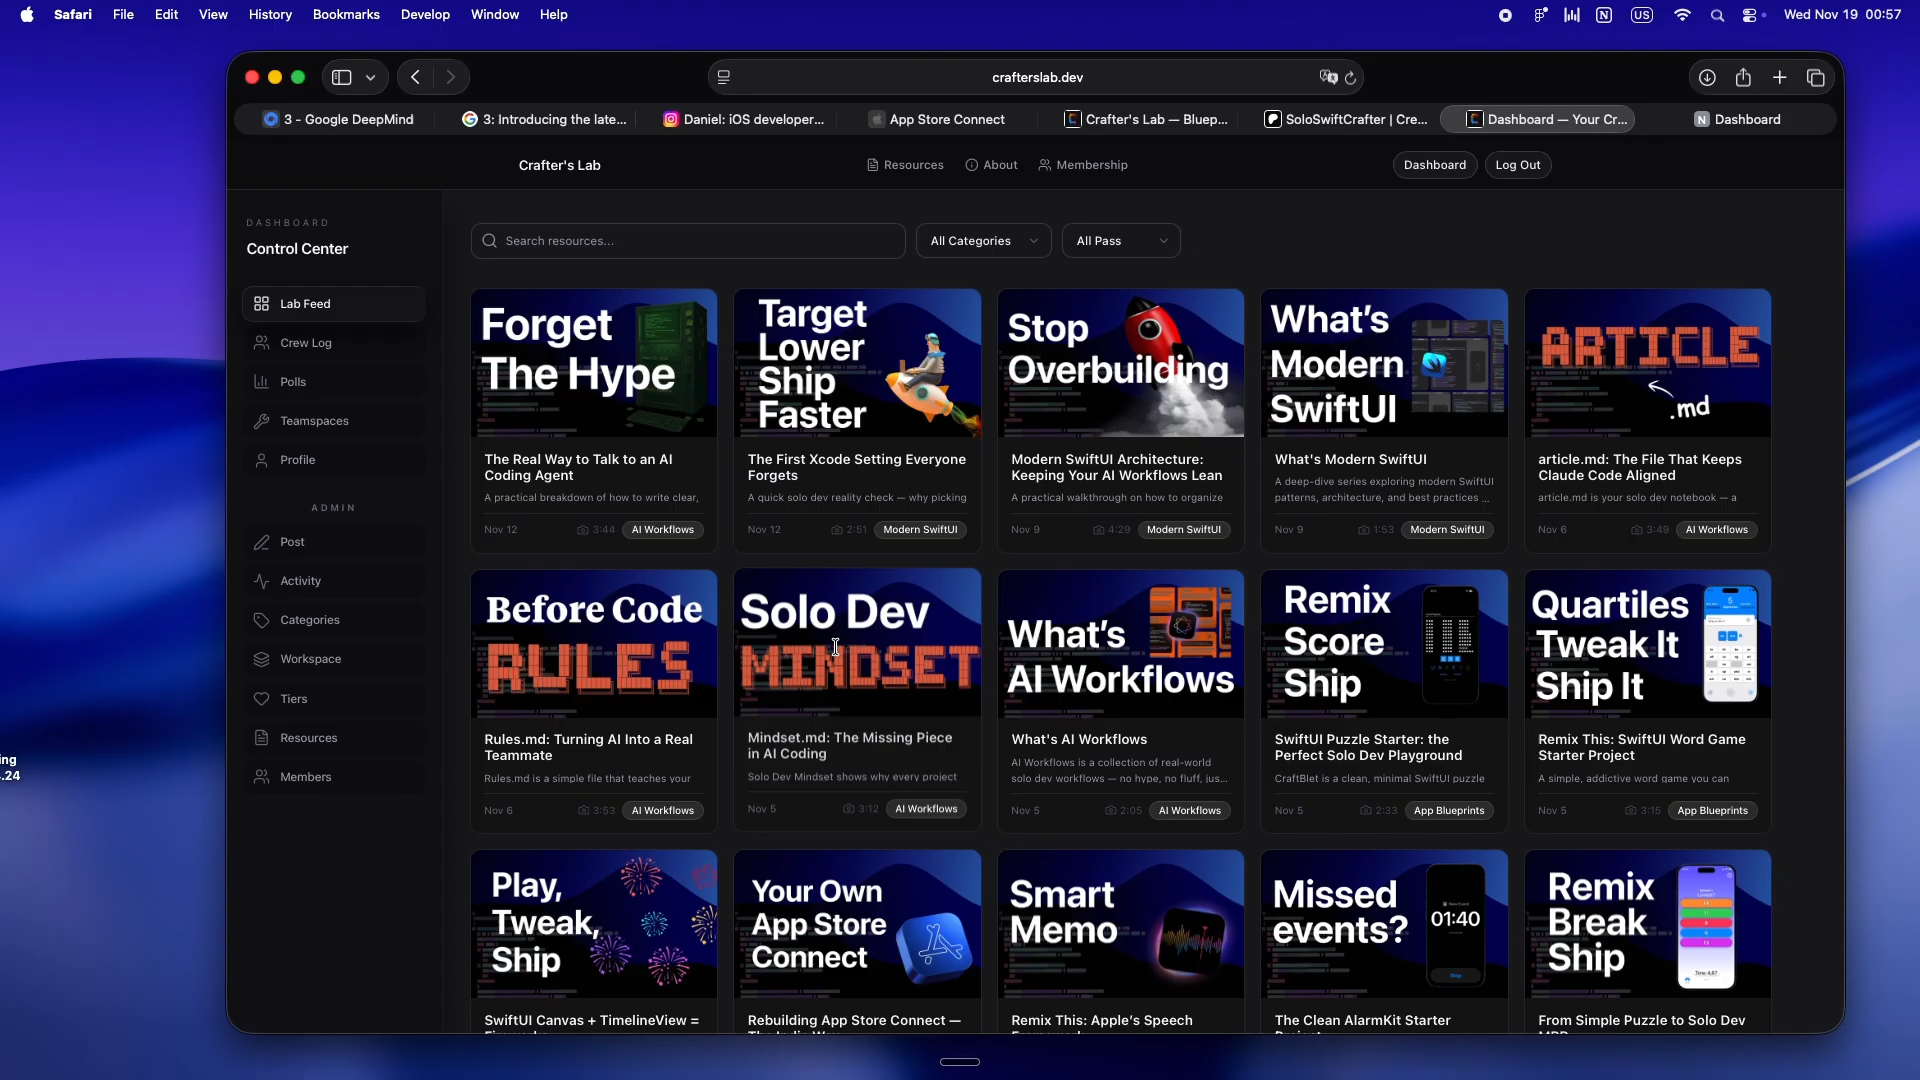 Safari File Edit View History Bookmarks Develop Window Help
US Wed Nov 19 00:57
crafterslab.dev
3 - Google DeepMind
3: Introducing the late...
Daniel: iOS developer...
App Store Connect
Crafter's Lab — Bluep...
SoloSwiftCrafter | Cre...
Dashboard — Your Cr...
Dashboard
Crafter's Lab
Resources
About
Membership
Dashboard
Log Out
DASHBOARD
Control Center
Lab Feed
Crew Log
Polls
Teamspaces
Profile
ADMIN
Post
Activity
Categories
Workspace
Tiers
Resources
Members
ing
.24
Search resources...
All Categories
All Pass
Forget
The Hype
The Real Way to Talk to an AI
Coding Agent
A practical breakdown of how to write clear,
Nov 12 3:44 AI Workflows
Target
Lower
Ship
Faster
The First Xcode Setting Everyone
Forgets
A quick solo dev reality check — why picking
Nov 12 2:51 Modern SwiftUI
Stop
Overbuilding
Modern SwiftUI Architecture:
Keeping Your AI Workflows Lean
A practical walkthrough on how to organize
Nov 9 4:29 Modern SwiftUI
What's
Modern
SwiftUI
What's Modern SwiftUI
A deep-dive series exploring modern SwiftUI
patterns, architecture, and best practices ...
Nov 9 1:53 Modern SwiftUI
ARTICLE
.md
article.md: The File That Keeps
Claude Code Aligned
article.md is your solo dev notebook — a
Nov 6 3:49 AI Workflows
Before Code
RULES
Rules.md: Turning AI Into a Real
Teammate
Rules.md is a simple file that teaches your
Nov 6 3:53 AI Workflows
Solo Dev
MINDSET
Mindset.md: The Missing Piece
in AI Coding
Solo Dev Mindset shows why every project
Nov 5 3:12 AI Workflows
What's
AI Workflows
What's AI Workflows
AI Workflows is a collection of real-world
solo dev workflows — no hype, no fluff, jus...
Nov 5 2:05 AI Workflows
Remix
Score
Ship
SwiftUI Puzzle Starter: the
Perfect Solo Dev Playground
CraftBlet is a clean, minimal SwiftUI puzzle
Nov 5 2:33 App Blueprints
Quartiles
Tweak It
Ship It
Remix This: SwiftUI Word Game
Starter Project
A simple, addictive word game you can
Nov 5 3:15 App Blueprints
Play,
Tweak,
Ship
SwiftUI Canvas + TimelineView =
Your Own
App Store
Connect
Rebuilding App Store Connect —
Smart
Memo
Remix This: Apple's Speech
Missed
events?
01:40
Stop
The Clean AlarmKit Starter
Remix
Break
Ship
From Simple Puzzle to Solo Dev